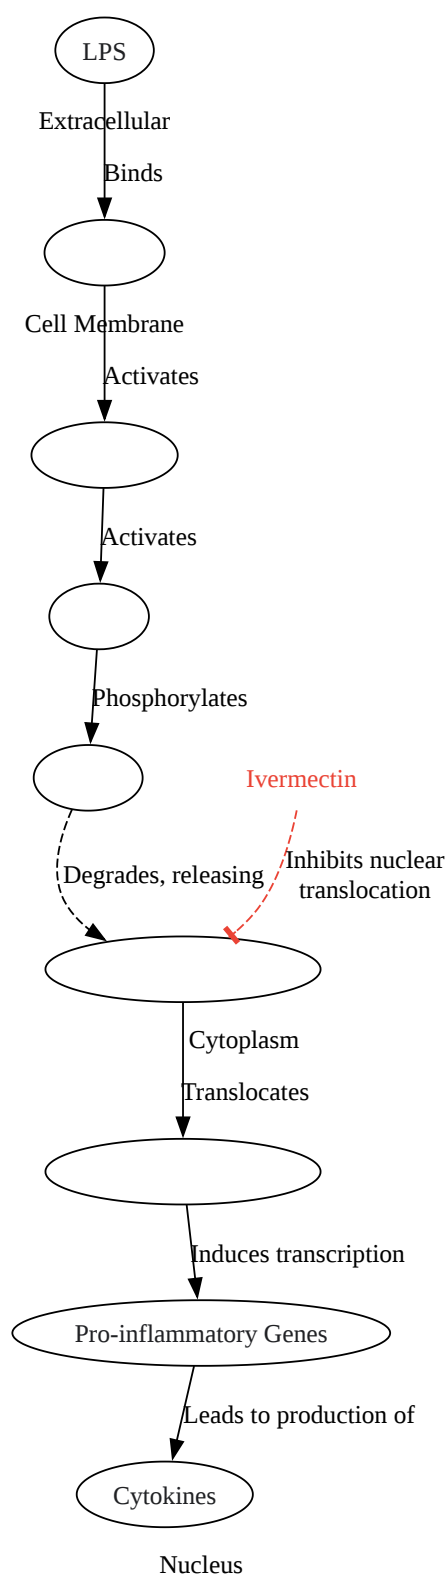 LPS
Extracellular
Binds
Cell Membrane
Activates
Activates
Phosphorylates
Ivermectin
Inhibits nuclear
translocation
Degrades, releasing
Cytoplasm
Translocates
Induces transcription
Pro-inflammatory Genes
Leads to production of
Cytokines
Nucleus